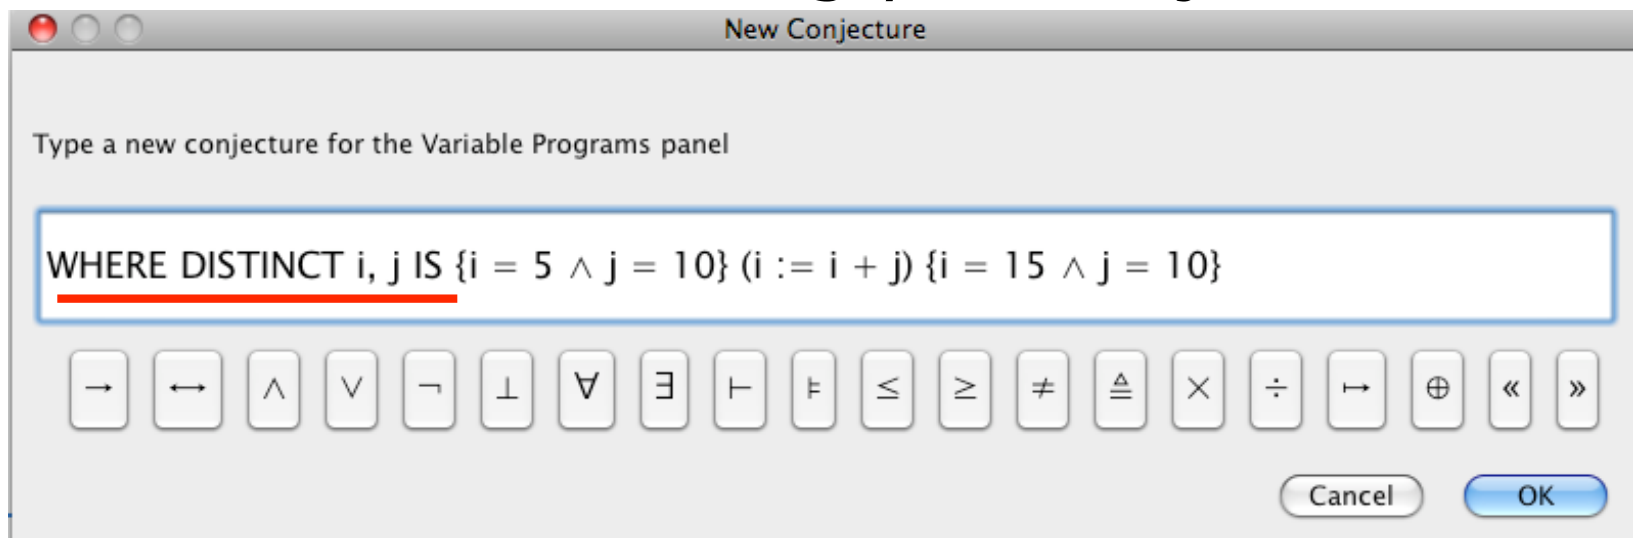 New Conjecture
Type a new conjecture for the Variable Programs panel
WHERE DISTINCT i, j IS {i = 5 ∧ j = 10} (i := i + j) {i = 15 ∧ j = 10}
→ ↔ ∧ ∨ ¬ ⊥ ∀ ∃ ⊢ ⊧ ≤ ≥ ≠ ≜ × ÷ ↦ ⊕ « »
Cancel OK